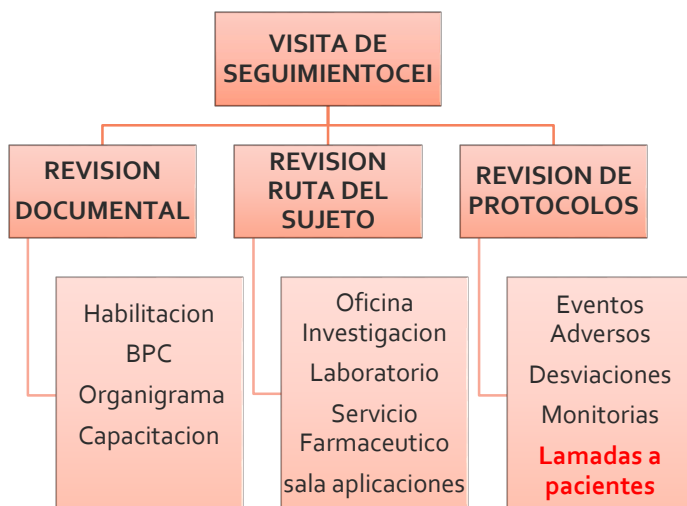 VISITA DE
SEGUIMIENTOCEI
REVISION
DOCUMENTAL
Habilitacion
BPC
Organigrama
Capacitacion
REVISION
RUTA DEL
SUJETO
Oficina
Investigacion
Laboratorio
Servicio
Farmaceutico
sala aplicaciones
REVISION DE
PROTOCOLOS
Eventos
Adversos
Desviaciones
Monitorias
Lamadas a
pacientes